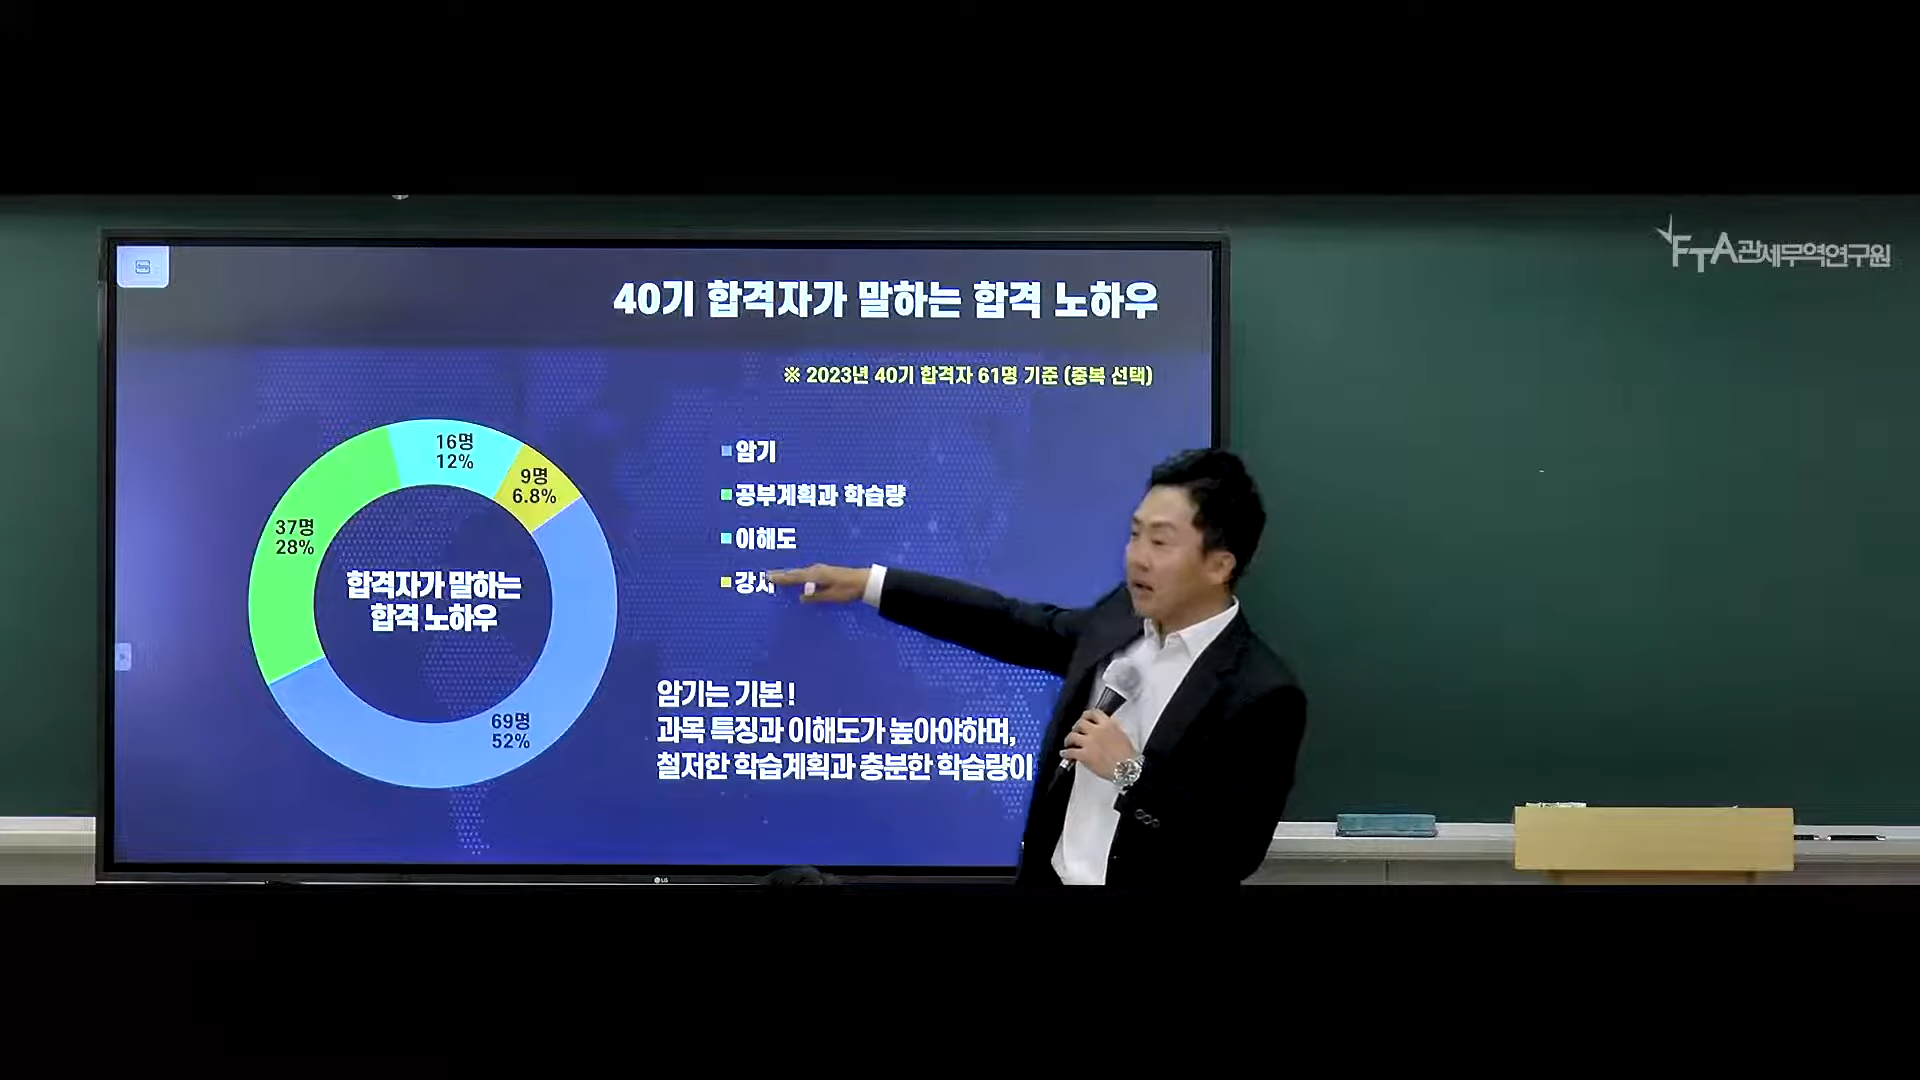 FTA관세무역연구원
40기 합격자가 말하는 합격 노하우
※ 2023년 40기 합격자 61명 기준 (중복 선택)
16명
12%
9명
6.8%
37명
28%
69명
52%
합격자가 말하는
합격 노하우
암기
공부계획과 학습량
이해도
암기는 기본 !
과목 특징과 이해도가 높아야하며,
철저한 학습계획과 충분한 학습량이
LG